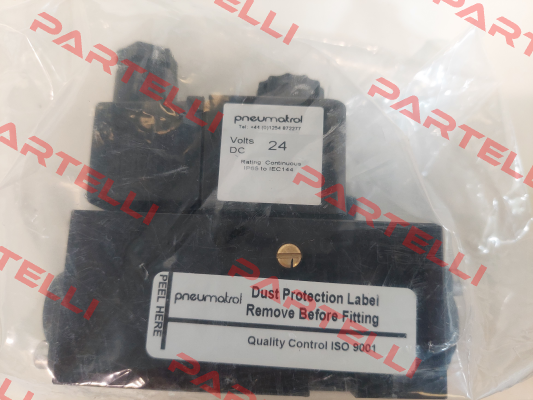 PARTELLI
PARTELLI
PARTELLI
PARTELLI
PARTELLI
PARTELLI
pneumatrol
Tel: +44 (0)1254 872277
Volts
DC 24
Rating Continuous
IP65 to IEC144
PEEL HERE
pneumatrol
Dust Protection Label
Remove Before Fitting
Quality Control ISO 9001